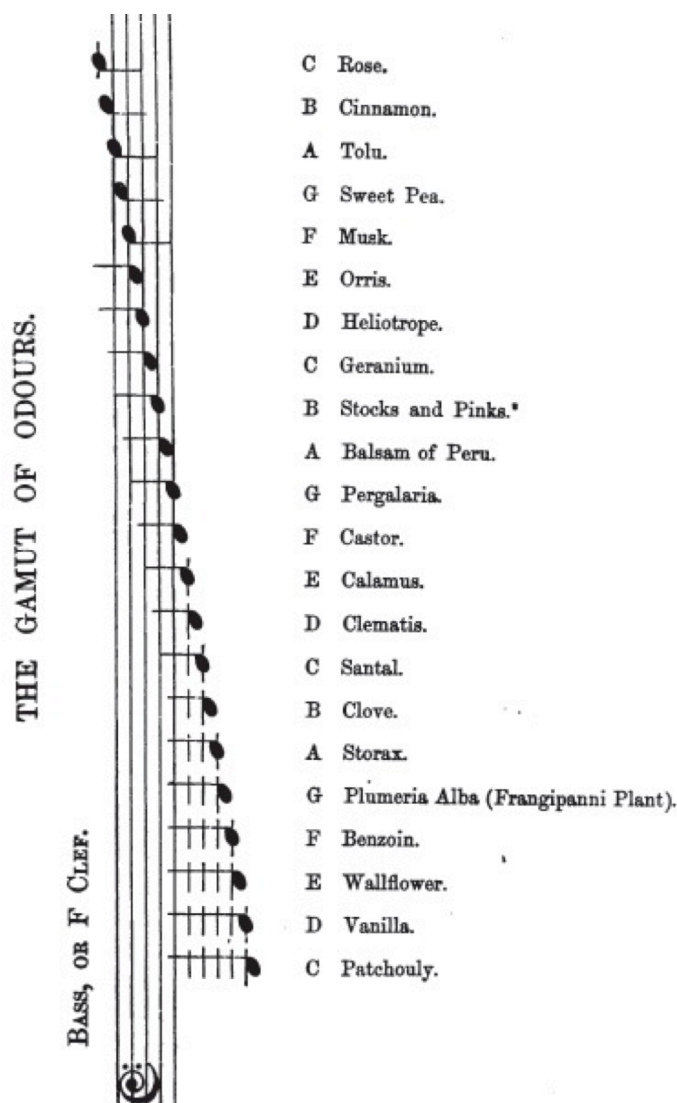 THE GAMUT OF ODOURS.
BASS, OR F CLEF.
C Rose.
B Cinnamon.
A Tolu.
G Sweet Pea.
F Musk.
E Orris.
D Heliotrope.
C Geranium.
B Stocks and Pinks.*
A Balsam of Peru.
G Pergalaria.
F Castor.
E Calamus.
D Clematis.
C Santal.
B Clove.
A Storax.
G Plumeria Alba (Frangipanni Plant).
F Benzoin.
E Wallflower.
D Vanilla.
C Patchouly.